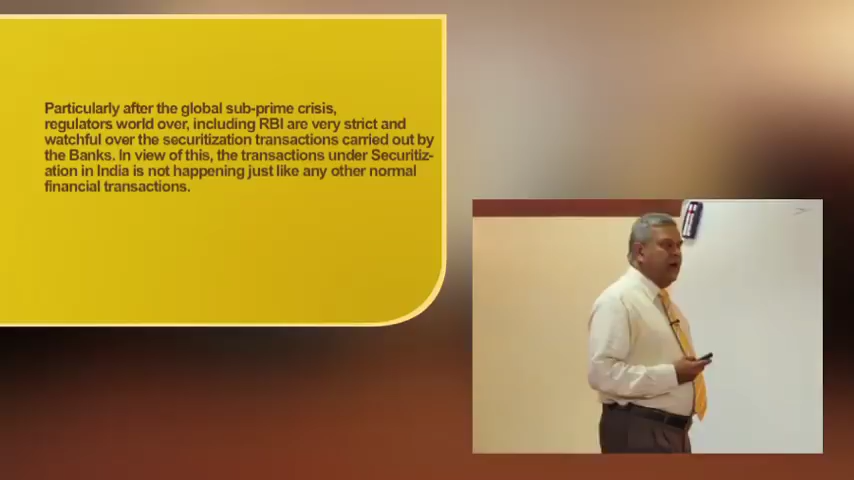 Particularly after the global sub-prime crisis,
regulators world over, including RBI are very strict and
watchful over the securitization transactions carried out by
the Banks. In view of this, the transactions under Securitiz-
ation in India is not happening just like any other normal
financial transactions.